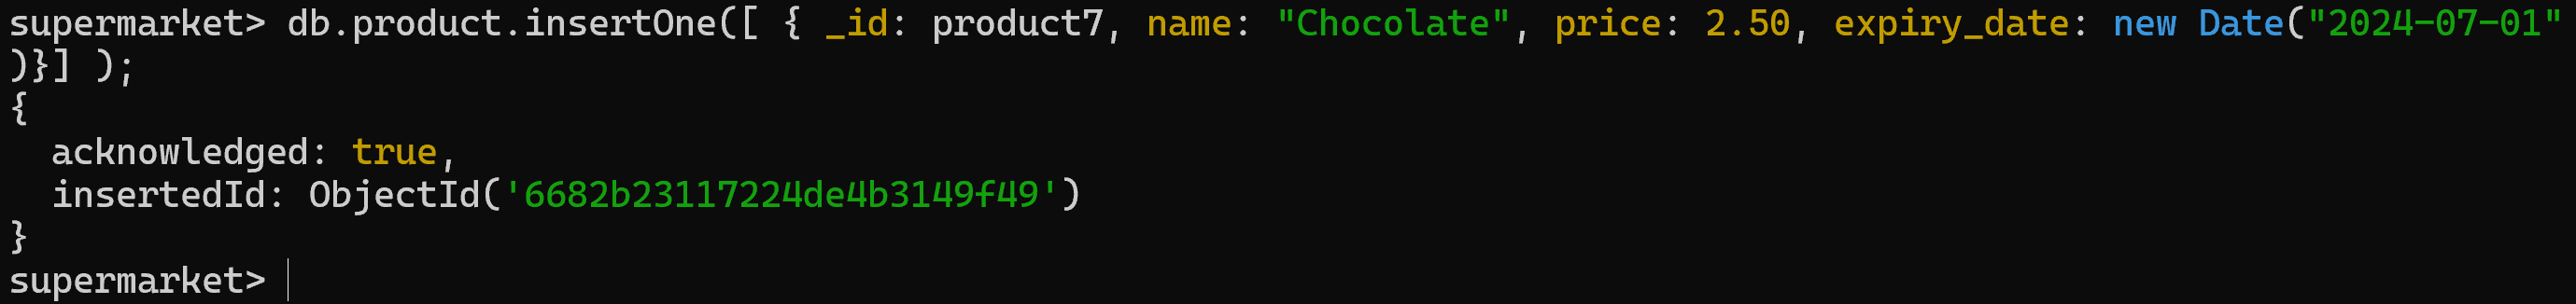 supermarket> db.product.insertOne([ { _id: product7, name: "Chocolate", price: 2.50, expiry_date: new Date("2024-07-01"
)}] );
{
  acknowledged: true,
  insertedId: ObjectId('6682b23117224de4b3149f49')
}
supermarket>